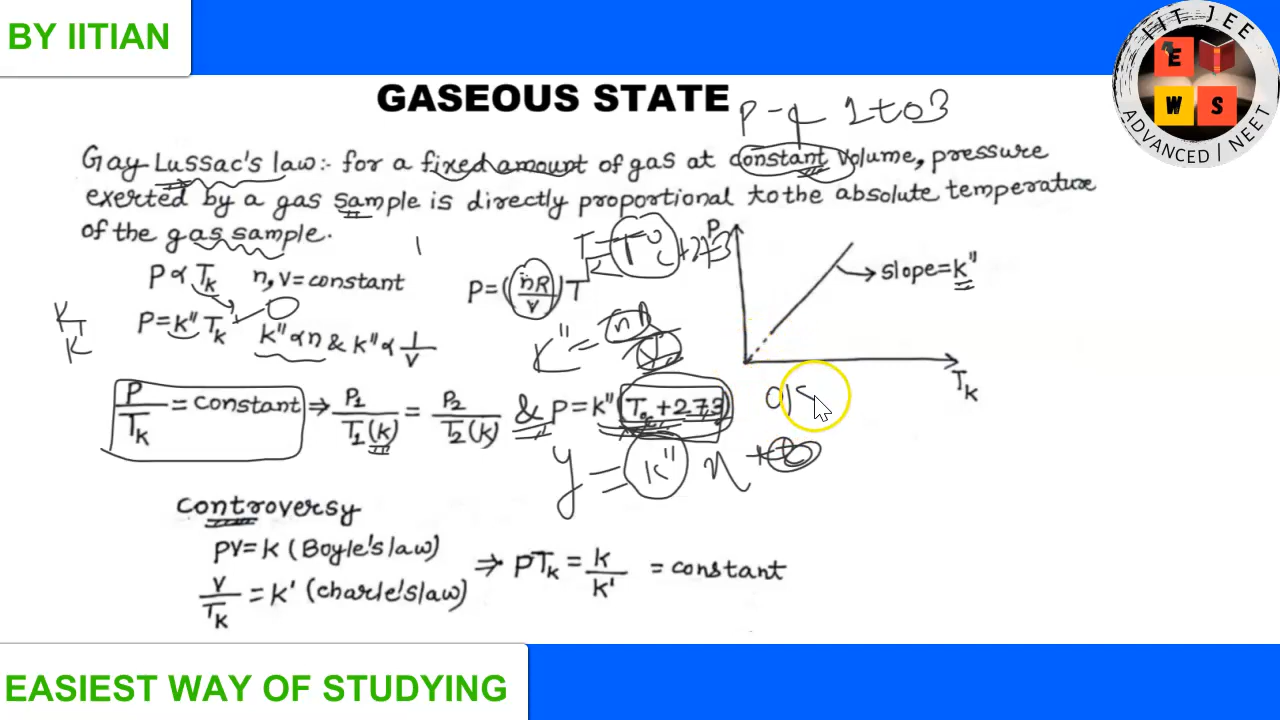 BY IITIAN
IIT JEE
E
W S
ADVANCED | NEET
GASEOUS STATE
P - 1 to 3
Gay Lussac's law:- for a fixed amount of gas at constant volume, pressure
exerted by a gas sample is directly proportional to the absolute temperature
of the gas sample.
P ∝ Tk n, v = constant
P = k" Tk k" ∝ n & k" ∝ 1/v
P = (nR/v) T
T = T°c + 273
P
slope = k"
Tk
KT
K
k" =
P/Tk = constant ⇒ P1/T1(k) = P2/T2(k) & P = k"(T°c + 273)
y = k" x +
controversy
PV = k (Boyle's law)
V/Tk = k' (charle's law)
⇒ PTk = k/k' = constant
EASIEST WAY OF STUDYING